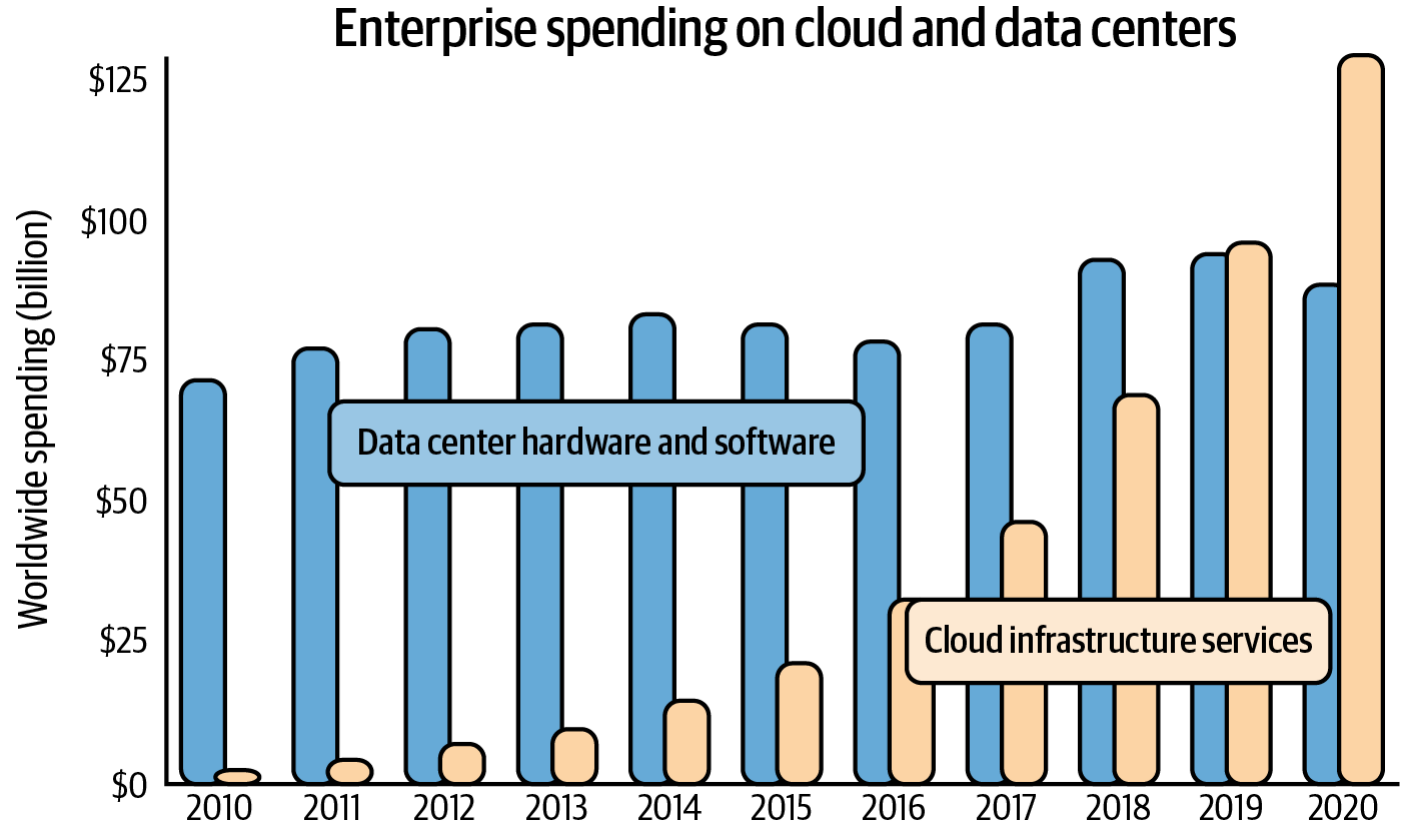 Enterprise spending on cloud and data centers
Worldwide spending (billion)
$125
$100
$75
$50
$25
$0
Data center hardware and software
Cloud infrastructure services
2010 2011 2012 2013 2014 2015 2016 2017 2018 2019 2020